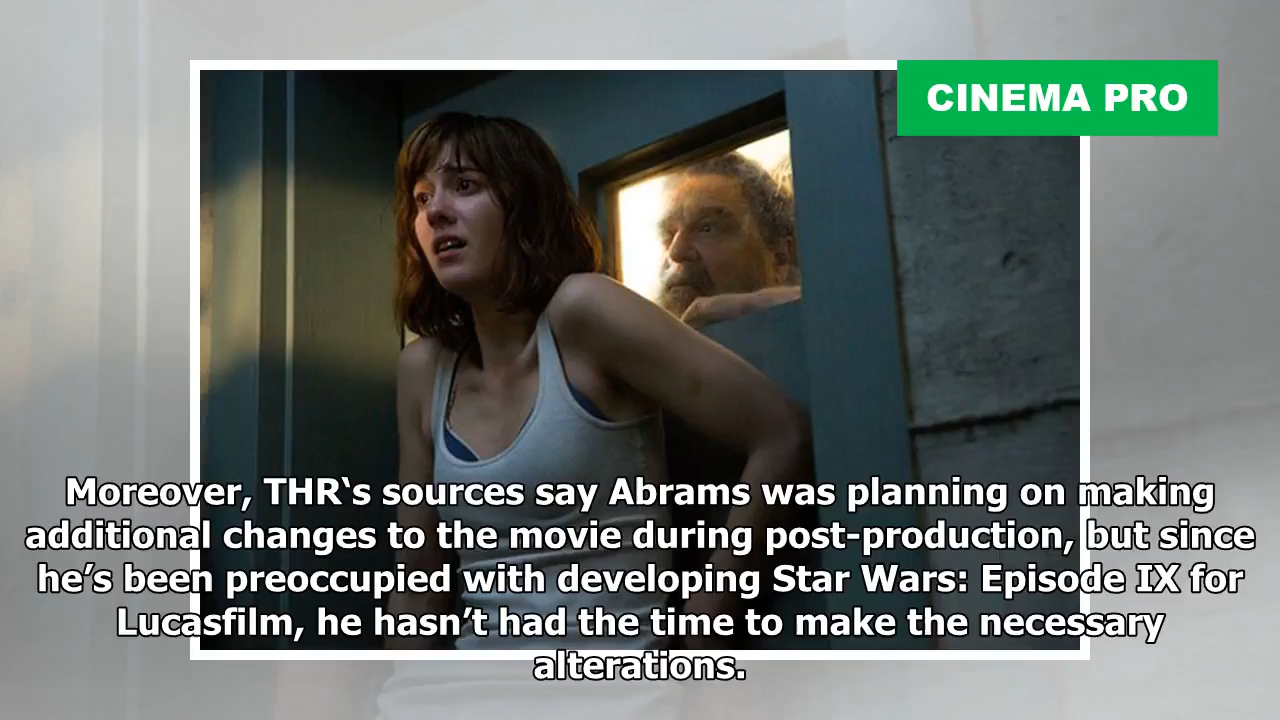 CINEMA PRO
Moreover, THR‘s sources say Abrams was planning on making
additional changes to the movie during post-production, but since
he’s been preoccupied with developing Star Wars: Episode IX for
Lucasfilm, he hasn’t had the time to make the necessary
alterations.